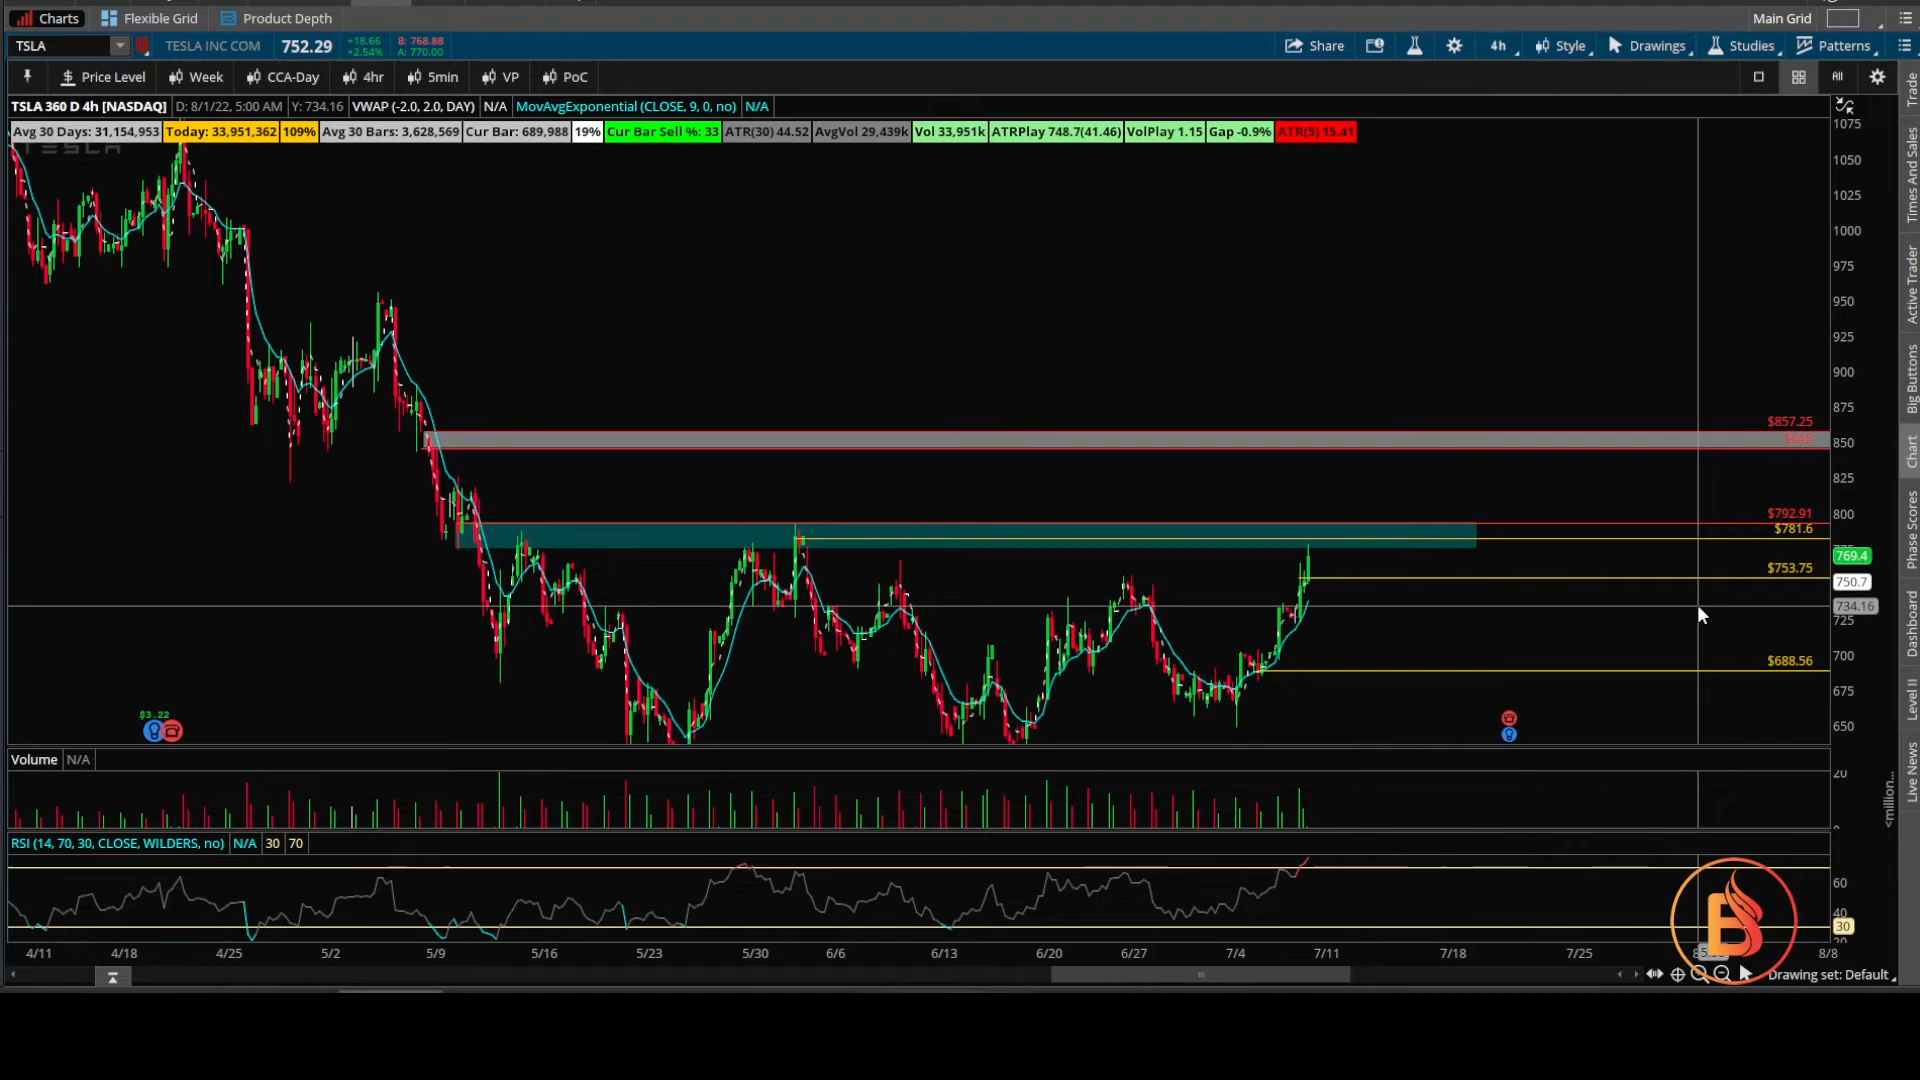 Charts Flexible Grid Product Depth Main Grid
TSLA TESLA INC COM 752.29 +18.66 +2.54% B: 768.88 A: 770.00 Share 4h Style Drawings Studies Patterns
Price Level Week CCA-Day 4hr 5min VP PoC All
TSLA 360 D 4h [NASDAQ] D: 8/1/22, 5:00 AM Y: 734.16 VWAP (-2.0, 2.0, DAY) N/A MovAvgExponential (CLOSE, 9, 0, no) N/A
Avg 30 Days: 31,154,953 Today: 33,951,362 109% Avg 30 Bars: 3,628,569 Cur Bar: 689,988 19% Cur Bar Sell %: 33 ATR(30) 44.52 AvgVol 29,439k Vol 33,951k ATRPlay 748.7(41.46) VolPlay 1.15 Gap -0.9% ATR(5) 15.41
TESLA
1075
1050
1025
1000
975
950
925
900
875
$857.25
$845
850
825
$792.91
800
$781.6
769.4
$753.75
750.7
734.16
725
700
$688.56
675
650
$3.22
Volume N/A
20
0
<million...
RSI (14, 70, 30, CLOSE, WILDERS, no) N/A 30 70
60
40
30
20
B
4/11 4/18 4/25 5/2 5/9 5/16 5/23 5/30 6/6 6/13 6/20 6/27 7/4 7/11 7/18 7/25 8/8
Drawing set: Default
Trade
Times And Sales
Active Trader
Big Buttons
Chart
Phase Scores
Dashboard
Level II
Live News